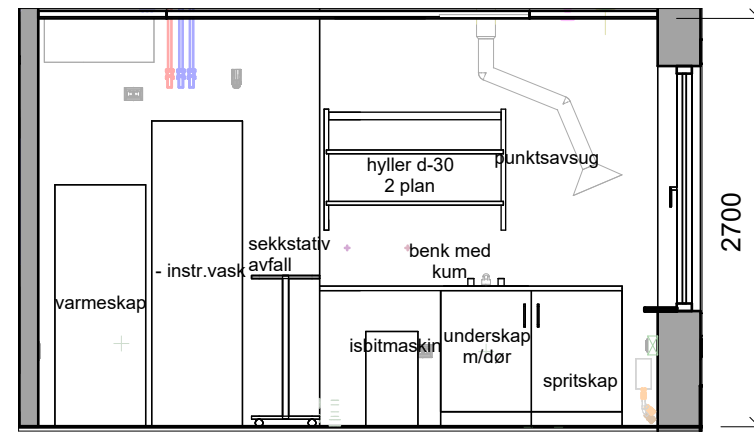 punktsavsug
hyller d-30
2 plan
2700
sekkstativ
avfall
benk med
kum
- instr.vask
varmeskap
isbitmaskin
underskap
m/dør
spritskap